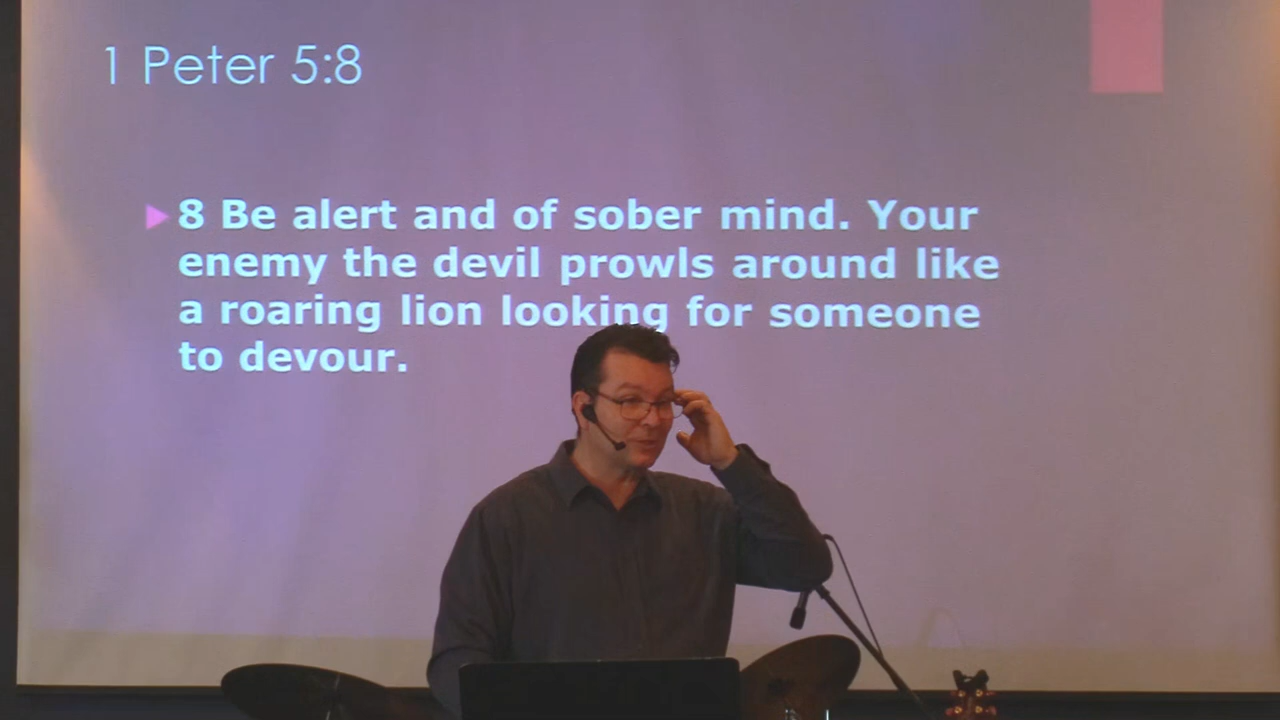 1 Peter 5:8
8 Be alert and of sober mind. Your
enemy the devil prowls around like
a roaring lion looking for someone
to devour.